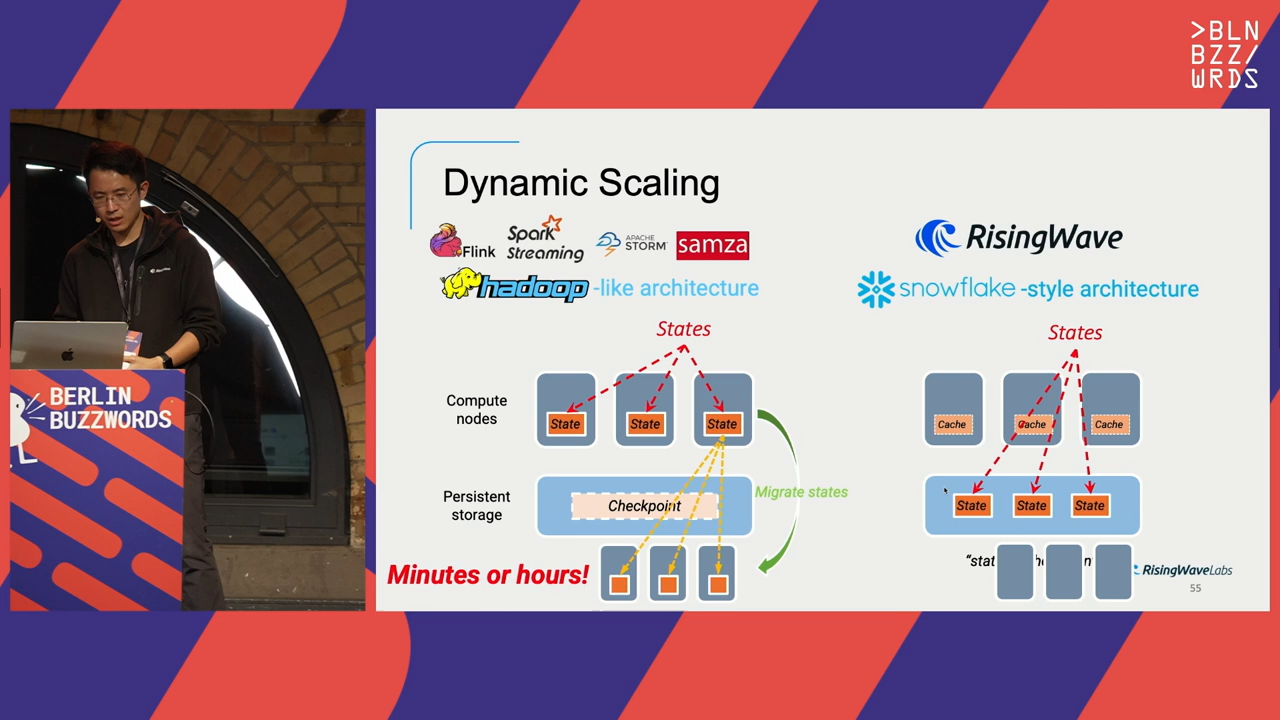 >BLN
BZZ/
WRDS
BERLIN
BUZZWORDS
Dynamic Scaling
Flink
Spark
Streaming
APACHE
STORM
samza
hadoop -like architecture
RisingWave
snowflake -style architecture
States
States
Compute
nodes
State
State
State
Cache
Cache
Cache
Persistent
storage
Checkpoint
Migrate states
State
State
State
Minutes or hours!
RisingWaveLabs
55